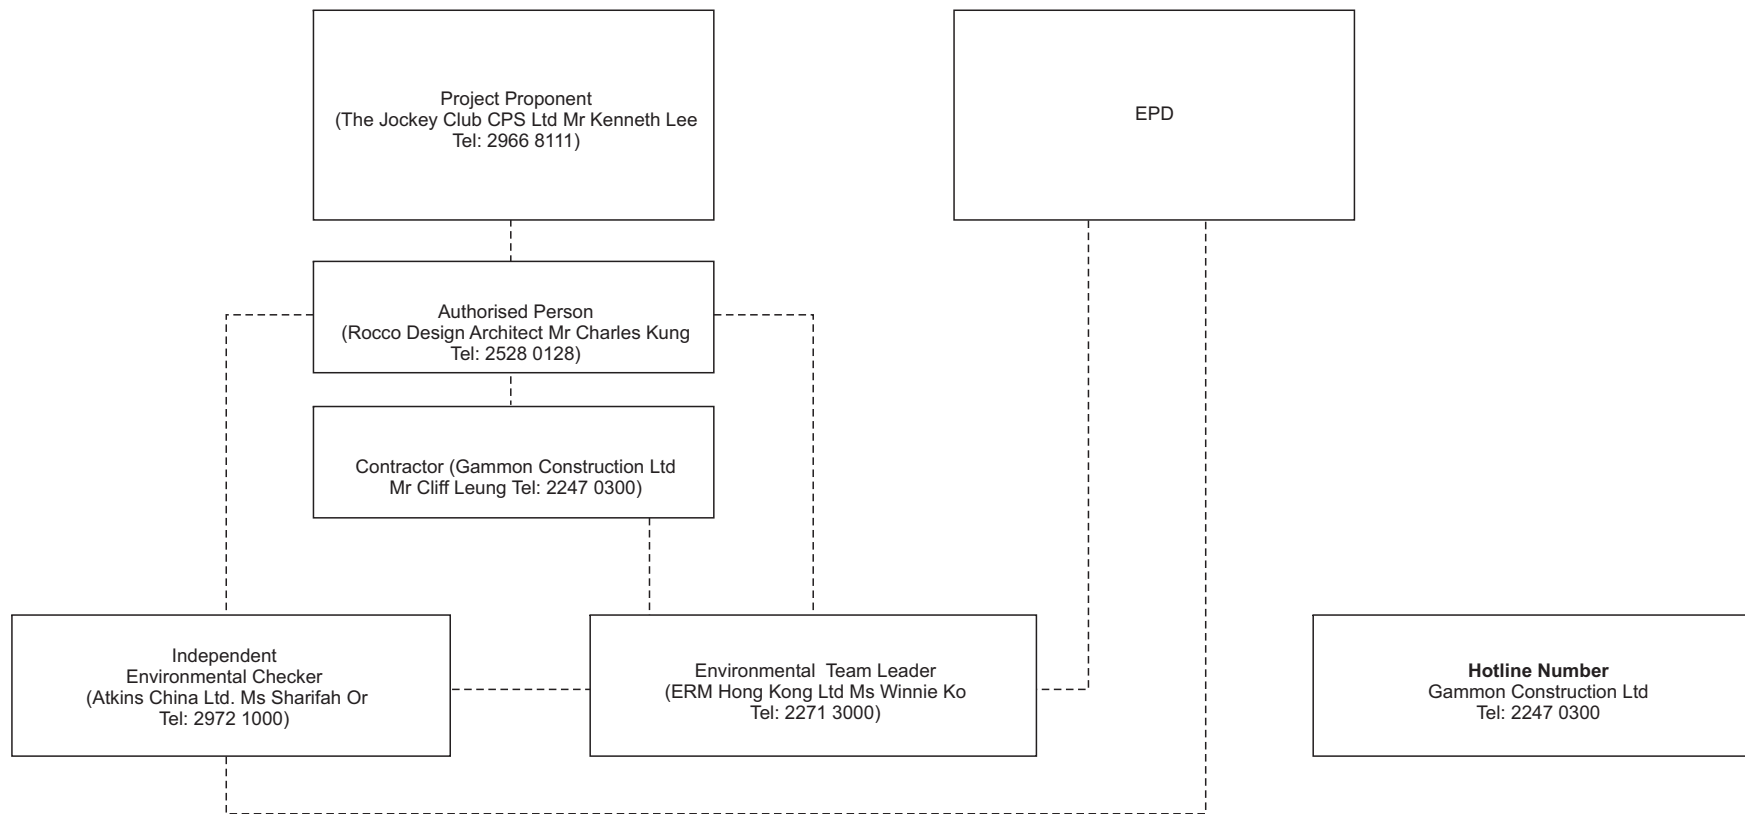 Project Proponent
(The Jockey Club CPS Ltd Mr Kenneth Lee
Tel: 2966 8111)
EPD
Authorised Person
(Rocco Design Architect Mr Charles Kung
Tel: 2528 0128)
Contractor (Gammon Construction Ltd
Mr Cliff Leung Tel: 2247 0300)
Independent
Environmental Checker
(Atkins China Ltd. Ms Sharifah Or
Tel: 2972 1000)
Environmental Team Leader
(ERM Hong Kong Ltd Ms Winnie Ko
Tel: 2271 3000)
Hotline Number
Gammon Construction Ltd
Tel: 2247 0300